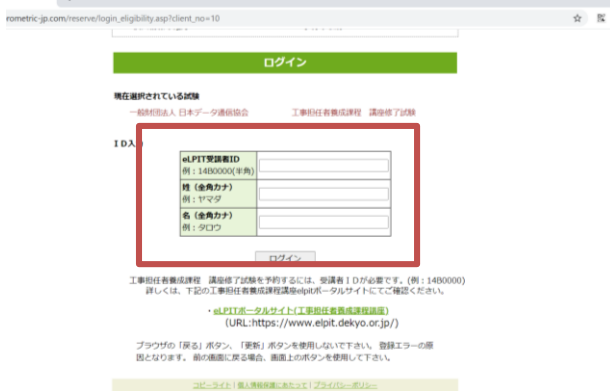 rometric-jp.com/reserve/login_eligibility.asp?client_no=10
ログイン
現在選択されている試験
一般財団法人 日本データ通信協会 工事担任者養成課程 講座修了試験
ＩＤ入力
eLPIT受講者ID
例：14B0000(半角)
姓（全角カナ）
例：ヤマダ
名（全角カナ）
例：タロウ
ログイン
工事担任者養成課程 講座修了試験を予約するには、受講者ＩＤが必要です。(例：14B0000)
詳しくは、下記の工事担任者養成課程講座elpitポータルサイトにてご確認ください。
・eLPITポータルサイト(工事担任者養成課程講座)
(URL:https://www.elpit.dekyo.or.jp/)
ブラウザの「戻る」ボタン、「更新」ボタンを使用しないで下さい。 登録エラーの原
因となります。 前の画面に戻る場合、画面上のボタンを使用して下さい。
コピーライト | 個人情報保護にあたって | プライバシーポリシー